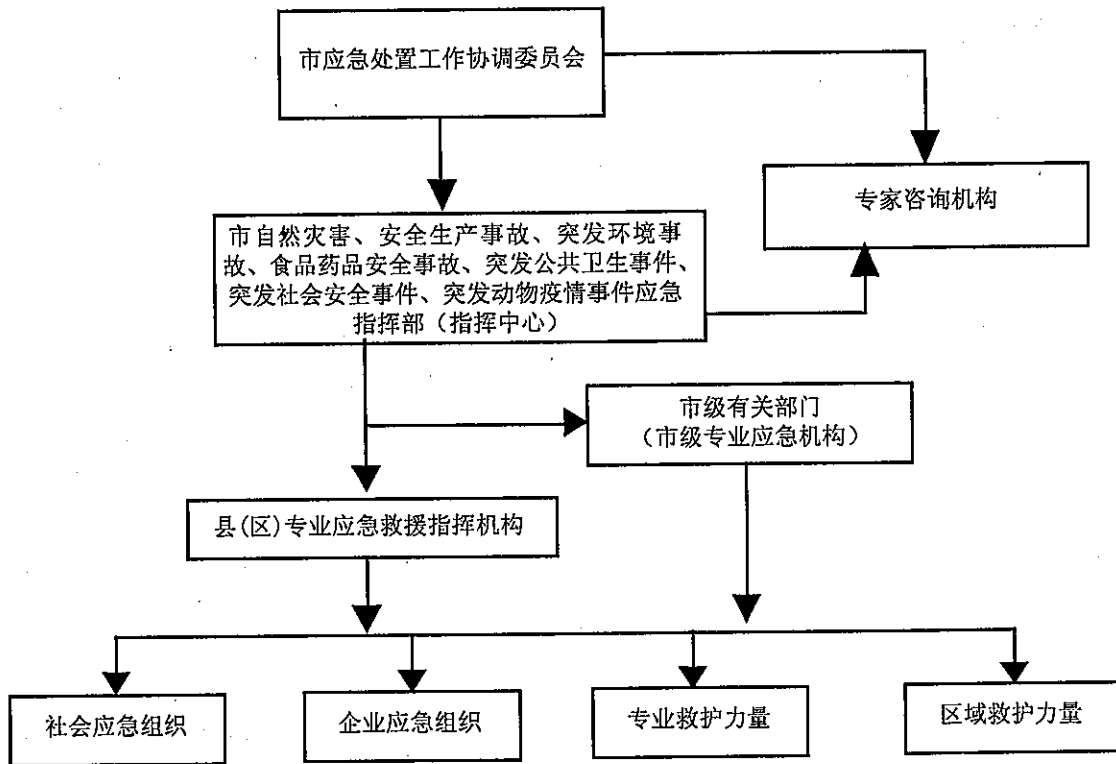 市应急处置工作协调委员会
专家咨询机构
市自然灾害、安全生产事故、突发环境事
故、食品药品安全事故、突发公共卫生事件、
突发社会安全事件、突发动物疫情事件应急
指挥部（指挥中心）
市级有关部门
（市级专业应急机构）
县(区)专业应急救援指挥机构
社会应急组织
企业应急组织
专业救护力量
区域救护力量